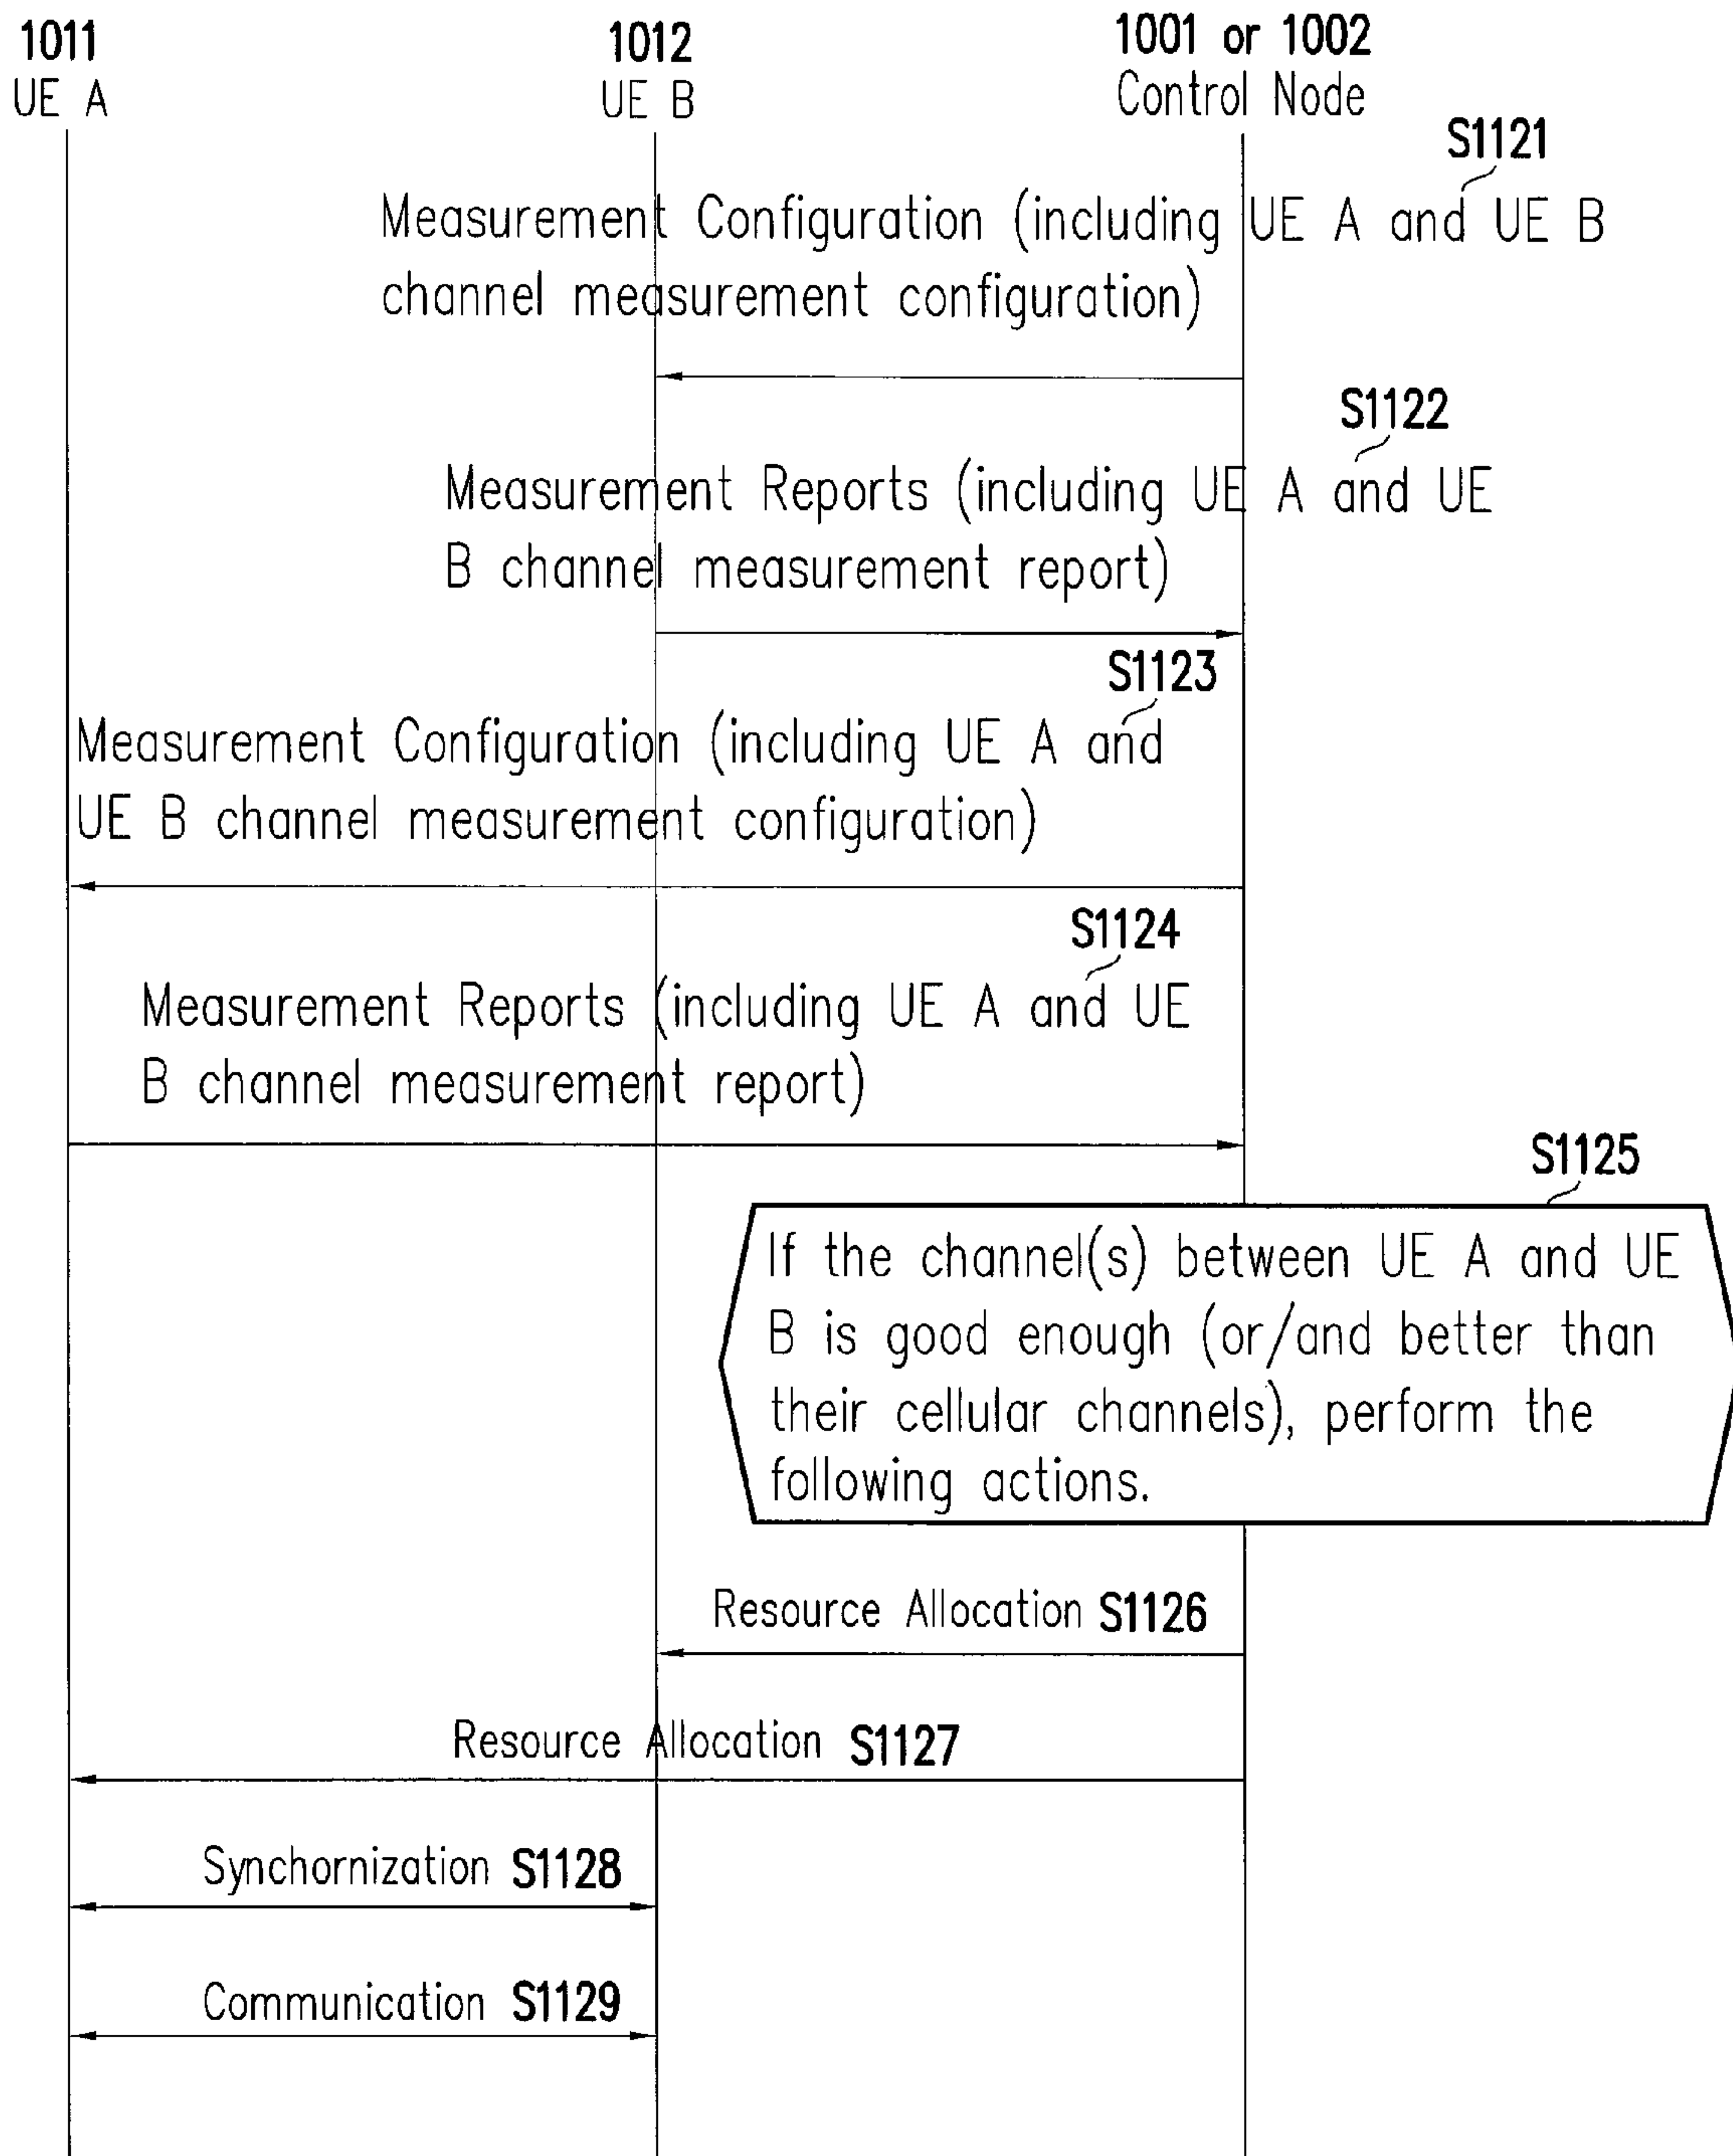 1011
UE A
1012
UE B
1001 or 1002
Control Node
S1121
Measurement Configuration (including UE A and UE B
channel measurement configuration)
S1122
Measurement Reports (including UE A and UE
B channel measurement report)
S1123
Measurement Configuration (including UE A and
UE B channel measurement configuration)
S1124
Measurement Reports (including UE A and UE
B channel measurement report)
S1125
If the channel(s) between UE A and UE
B is good enough (or/and better than
their cellular channels), perform the
following actions.
Resource Allocation S1126
Resource Allocation S1127
Synchornization S1128
Communication S1129